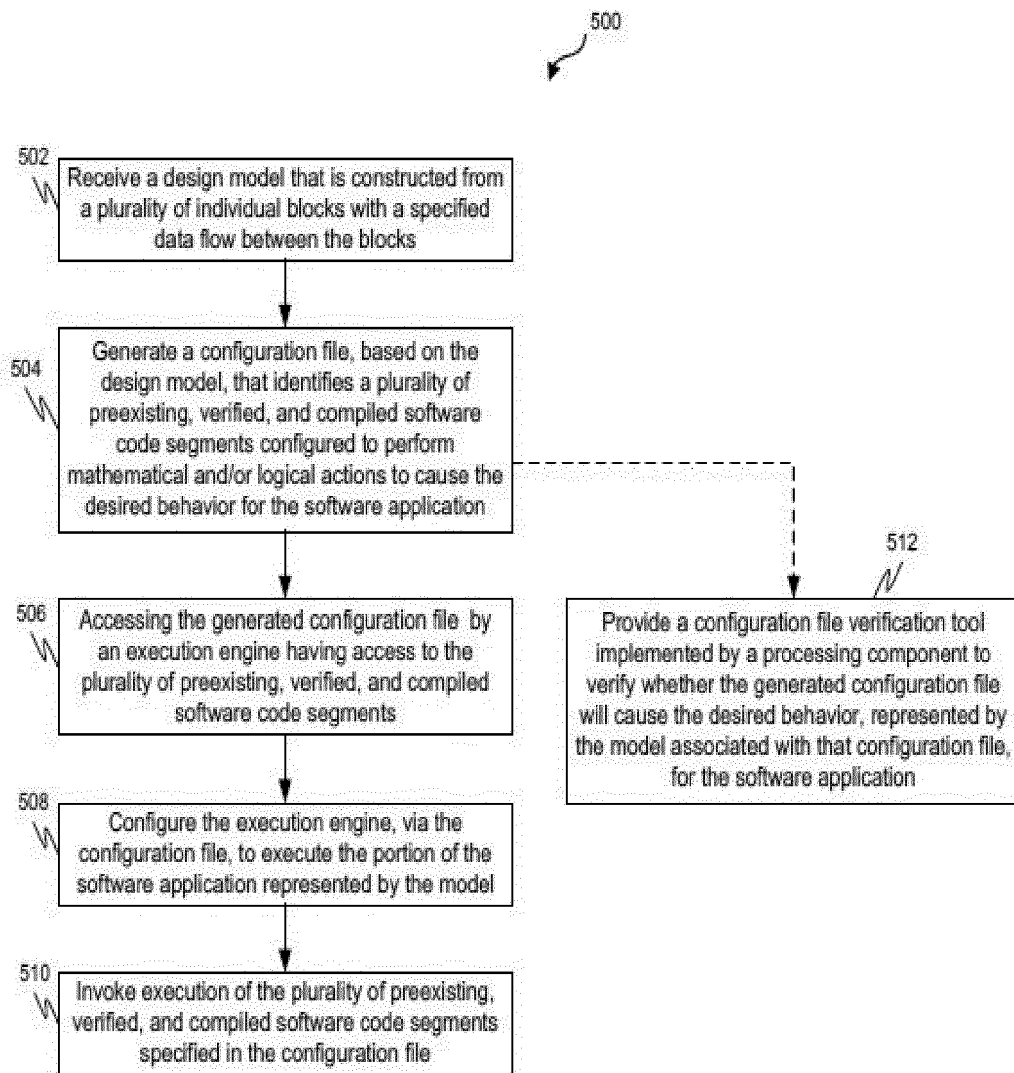 500
502
Receive a design model that is constructed from
a plurality of individual blocks with a specified
data flow between the blocks
504
Generate a configuration file, based on the
design model, that identifies a plurality of
preexisting, verified, and compiled software
code segments configured to perform
mathematical and/or logical actions to cause the
desired behavior for the software application
506
Accessing the generated configuration file by
an execution engine having access to the
plurality of preexisting, verified, and compiled
software code segments
512
Provide a configuration file verification tool
implemented by a processing component to
verify whether the generated configuration file
will cause the desired behavior, represented by
the model associated with that configuration file,
for the software application
508
Configure the execution engine, via the
configuration file, to execute the portion of the
software application represented by the model
510
Invoke execution of the plurality of preexisting,
verified, and compiled software code segments
specified in the configuration file